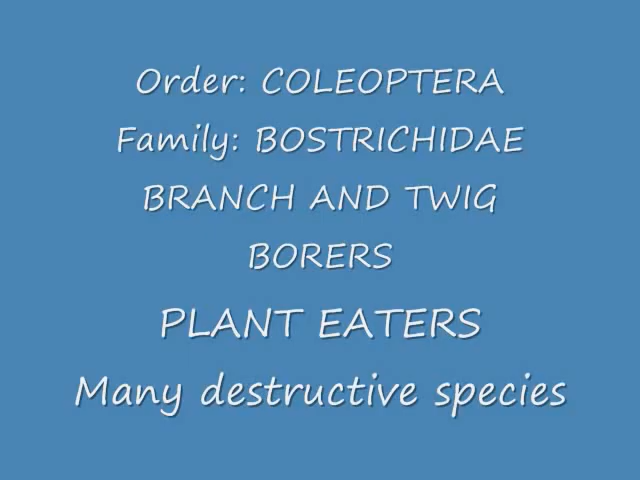 Order: COLEOPTERA
Family: BOSTRICHIDAE
BRANCH AND TWIG
BORERS
PLANT EATERS
Many destructive species